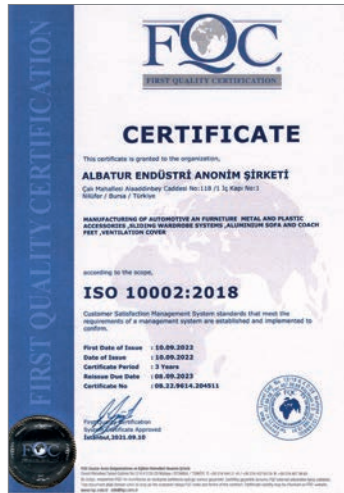 FQC
FIRST QUALITY CERTIFICATION
FIRST QUALITY CERTIFICATION
CERTIFICATE
This certificate is granted to the organization,
ALBATUR ENDÜSTRİ ANONİM ŞİRKETİ
Çalı Mahallesi Alaaddinbey Caddesi No:118 /1 İç Kapı No:1
Nilüfer / Bursa / Türkiye
MANUFACTURING OF AUTOMOTIVE AN FURNITURE METAL AND PLASTIC
ACCESSORIES ,SLIDING WARDROBE SYSTEMS ,ALUMINIUM SOFA AND COACH
FEET ,VENTILATION COVER
according to the scope,
ISO 10002:2018
Customer Satisfaction Management System standards that meet the
requirements of a management system are established and implemented to
confirm.
First Date of Issue : 10.09.2022
Date of Issue : 10.09.2022
Certificate Period : 3 Years
Reissue Due Date : 08.09.2023
Certificate No : 09.22.9614.204511
First Quality Certification
System Certificate Approved
İstanbul,2021.09.10
FQC